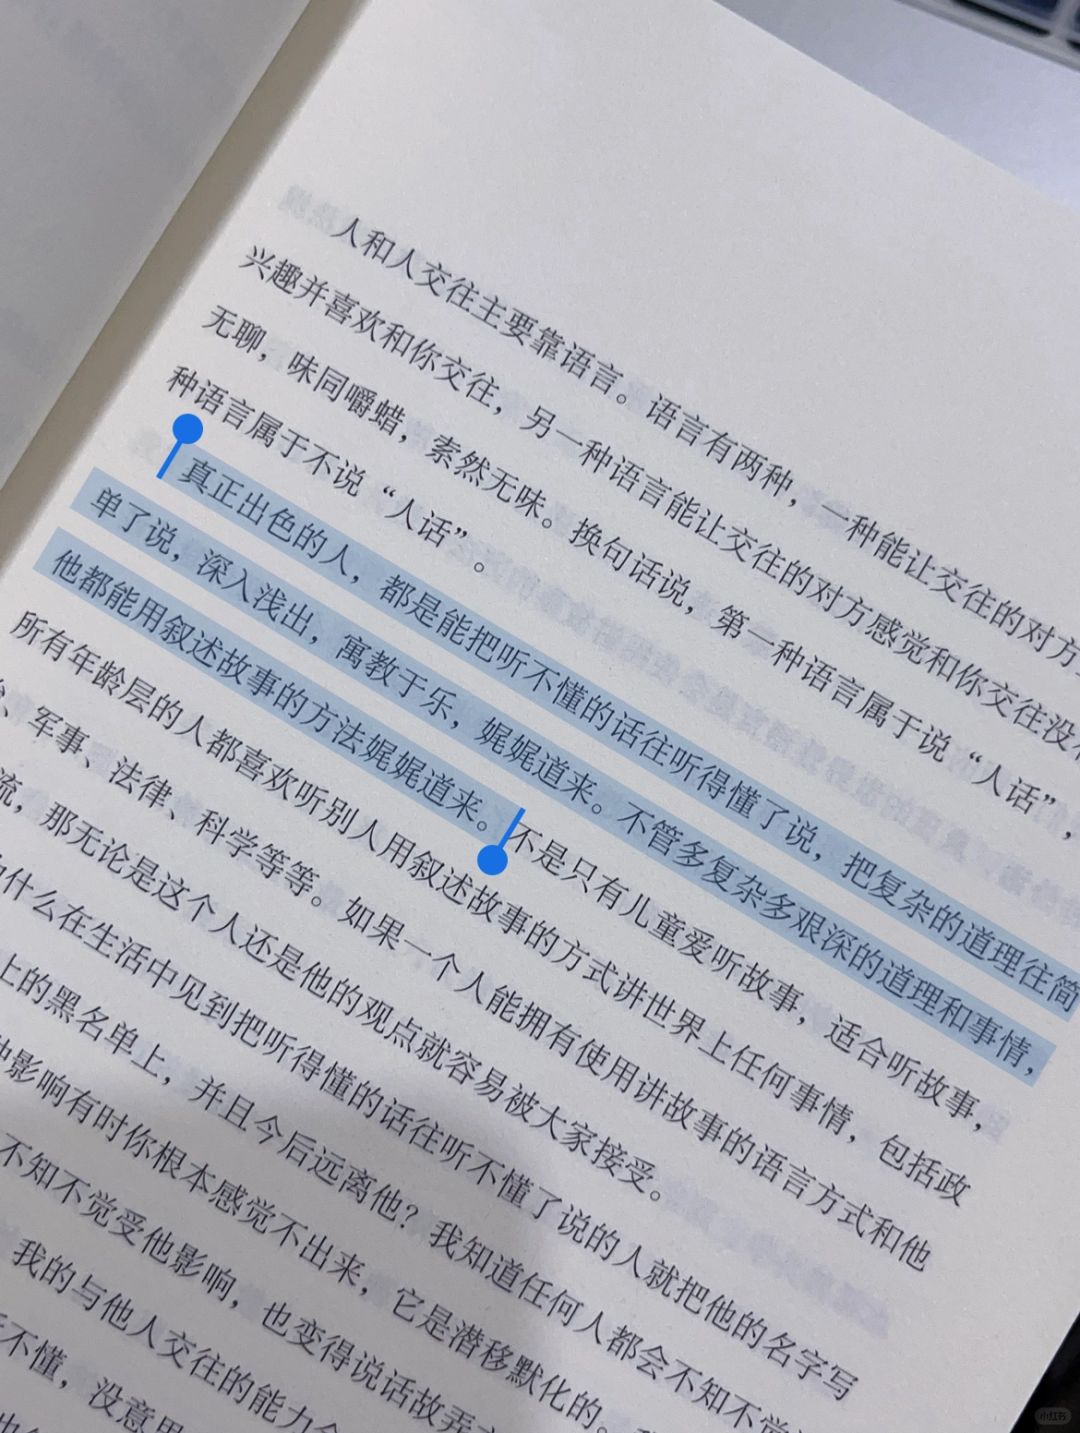 人和人交往主要靠语言。语言有两种，一种能让交往的对方
兴趣并喜欢和你交往，另一种语言能让交往的对方感觉和你交往没
无聊，味同嚼蜡，索然无味。换句话说，第一种语言属于说“人话”，
种语言属于不说“人话”。
真正出色的人，都是能把听不懂的话往听得懂了说，把复杂的道理往简
单了说，深入浅出，寓教于乐，娓娓道来。不管多复杂多艰深的道理和事情，
他都能用叙述故事的方法娓娓道来。不是只有儿童爱听故事，适合听故事，
所有年龄层的人都喜欢听别人用叙述故事的方式讲世界上任何事情，包括政
、军事、法律、科学等等。如果一个人能拥有使用讲故事的语言方式和他
流，那无论是这个人还是他的观点就容易被大家接受。
什么在生活中见到把听得懂的话往听不懂了说的人就把他的名字写
上的黑名单上，并且今后远离他？我知道任何人都会不知不觉
影响有时你根本感觉不出来，它是潜移默化的。
不知不觉受他影响，也变得说话故弄
我的与他人交往的能力会
不懂，没意思
小红书